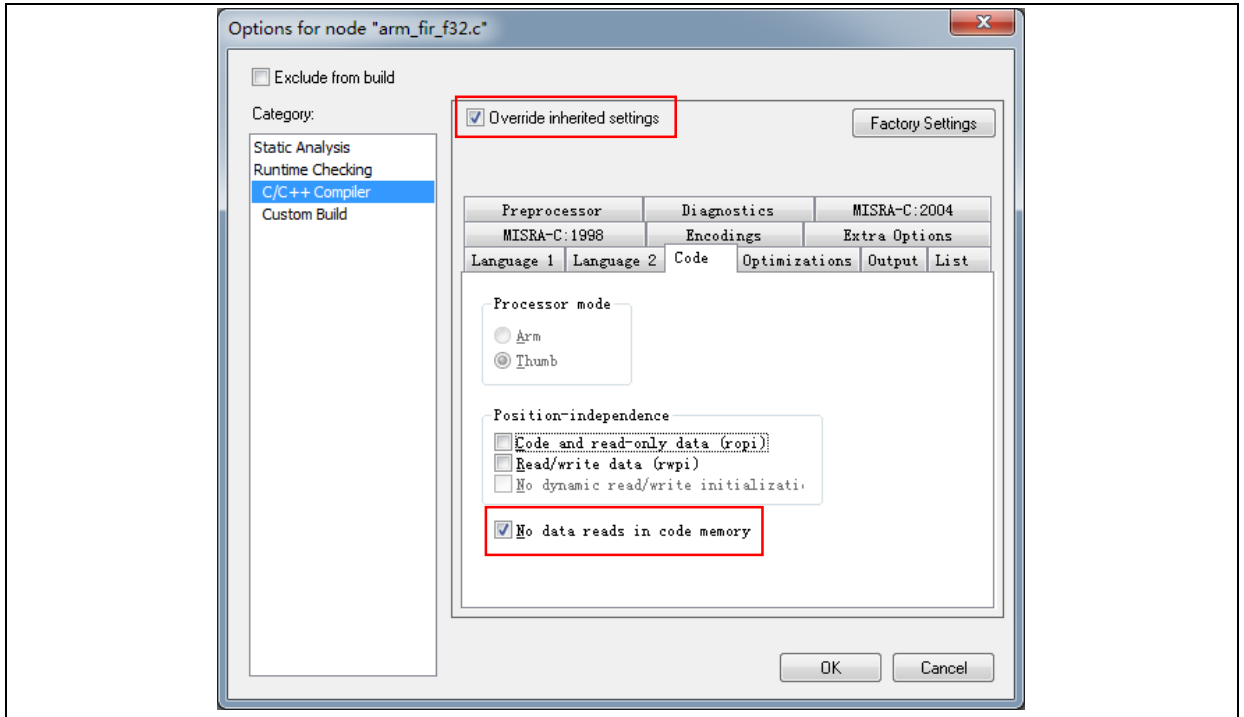 Options for node "arm_fir_f32.c"
Exclude from build
Category:
Static Analysis
Runtime Checking
C/C++ Compiler
Custom Build
Override inherited settings
Factory Settings
Preprocessor Diagnostics MISRA-C:2004
MISRA-C:1998 Encodings Extra Options
Language 1 Language 2 Code Optimizations Output List
Processor mode
Arm
Thumb
Position-independence
Code and read-only data (ropi)
Read/write data (rwpi)
No dynamic read/write initializati
No data reads in code memory
OK Cancel